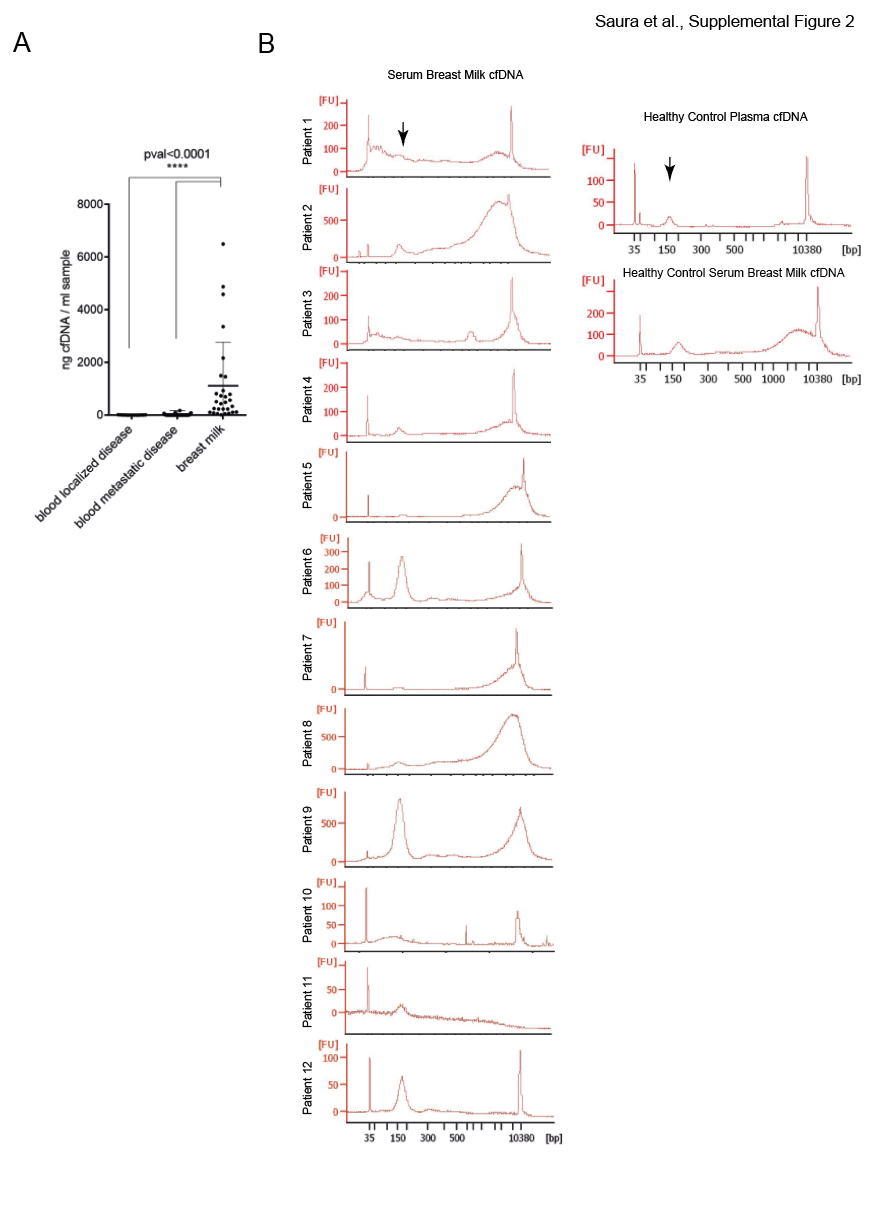 Saura et al., Supplemental Figure 2
A
B
pval<0.0001
****
8000
6000
4000
2000
0
ng cfDNA / ml sample
blood localized disease
blood metastatic disease
breast milk
Serum Breast Milk cfDNA
Patient 1
[FU]
200
100
0
Patient 2
[FU]
500
0
Patient 3
[FU]
200
100
0
Patient 4
[FU]
200
100
0
Patient 5
[FU]
0
Patient 6
[FU]
300
200
100
0
Patient 7
[FU]
0
Patient 8
[FU]
500
0
Patient 9
[FU]
500
0
Patient 10
[FU]
100
50
0
Patient 11
[FU]
50
0
Patient 12
[FU]
100
50
0
35 150 300 500 10380 [bp]
Healthy Control Plasma cfDNA
[FU]
100
50
0
35 150 300 500 10380 [bp]
Healthy Control Serum Breast Milk cfDNA
[FU]
200
100
0
35 150 300 500 1000 10380 [bp]